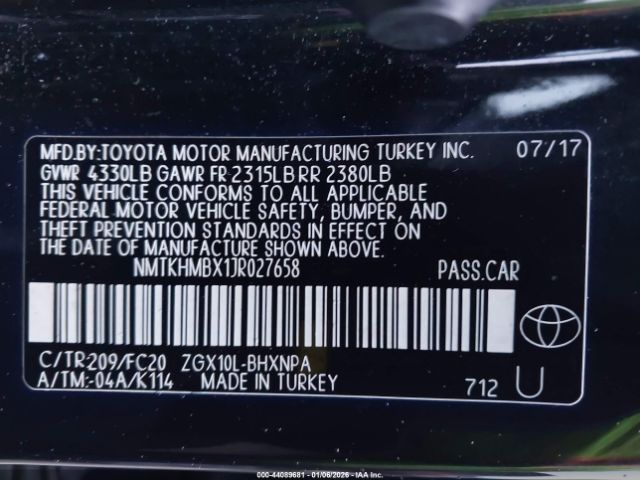 MFD.BY:TOYOTA MOTOR MANUFACTURING TURKEY INC. 07/17
GVWR 4330LB GAWR FR 2315LB RR 2380LB
THIS VEHICLE CONFORMS TO ALL APPLICABLE
FEDERAL MOTOR VEHICLE SAFETY, BUMPER, AND
THEFT PREVENTION STANDARDS IN EFFECT ON
THE DATE OF MANUFACTURE SHOWN ABOVE.
NMTKHMBX1JR027658 PASS.CAR
C/TR:209/FC20 ZGX10L-BHXNPA
A/TM:-04A/K114 MADE IN TURKEY 712 U
000-44089681 - 01/06/2026 - IAA Inc.